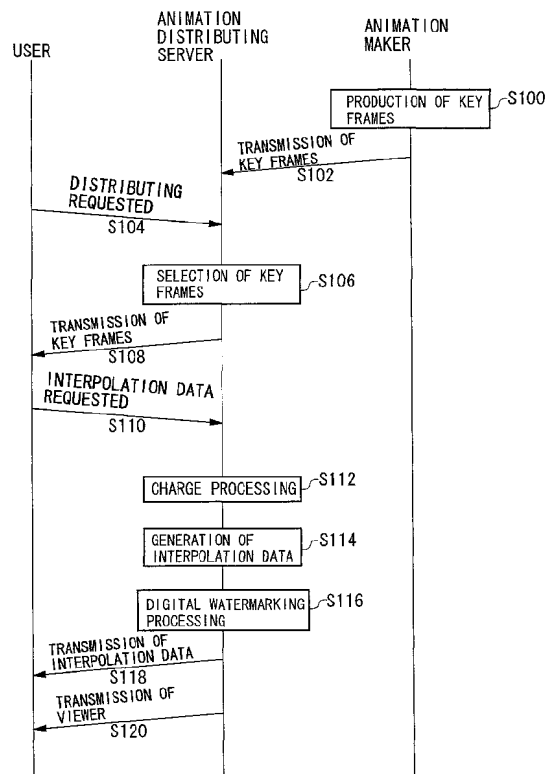 USER
ANIMATION
DISTRIBUTING
SERVER
ANIMATION
MAKER
PRODUCTION OF KEY
FRAMES
S100
TRANSMISSION OF
KEY FRAMES
S102
DISTRIBUTING
REQUESTED
S104
SELECTION OF KEY
FRAMES
S106
TRANSMISSION OF
KEY FRAMES
S108
INTERPOLATION DATA
REQUESTED
S110
CHARGE PROCESSING
S112
GENERATION OF
INTERPOLATION DATA
S114
DIGITAL WATERMARKING
PROCESSING
S116
TRANSMISSION OF
INTERPOLATION DATA
S118
TRANSMISSION OF
VIEWER
S120